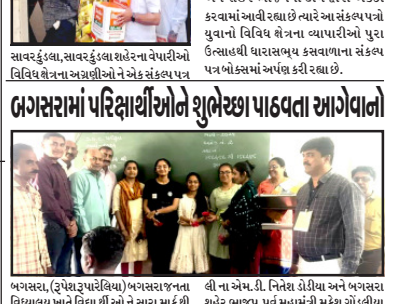 સાવરકુંડલા,સાવરકુંડલા શહેરના વેપારીઓ
વિવિધ ક્ષેત્રના અગ્રણીઓ ને એક સંકલ્પ પત્ર
કરવામાં આવી રહ્યા છે ત્યારે આ સંકલ્પ પત્રો
યુવાનો વિવિધ ક્ષેત્રના વ્યાપારીઓ પુરા
ઉત્સાહથી ધારાસભ્ય કસવાળાના સંકલ્પ
પત્ર બોક્સમાં અર્પણ કરી રહ્યા છે.
બગસરામાં પરિક્ષાર્થીઓને શુભેચ્છા પાઠવતા આગેવાનો
બગસરા, (રૂપેશ રૂપારેલિયા) બગસરા જનતા
લી ના એમ.ડી. નિતેશ ડોડીયા અને બગસરા